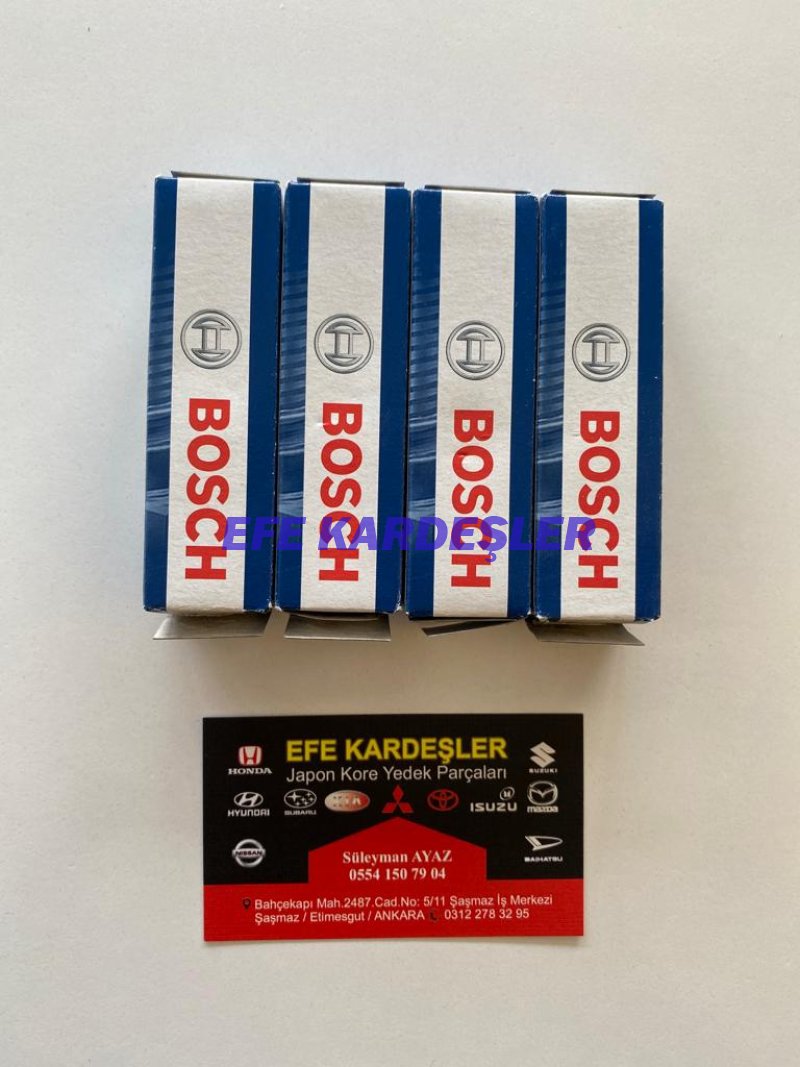 BOSCH
BOSCH
BOSCH
BOSCH
EFE KARDEŞLER
EFE KARDEŞLER
Japon Kore Yedek Parçaları
HONDA
SUZUKI
HYUNDAI
SUBARU
KIA
ISUZU
mazda
NISSAN
DAIHATSU
Süleyman AYAZ
0554 150 79 04
Bahçekapı Mah.2487.Cad.No: 5/11 Şaşmaz İş Merkezi
Şaşmaz / Etimesgut / ANKARA 0312 278 32 95